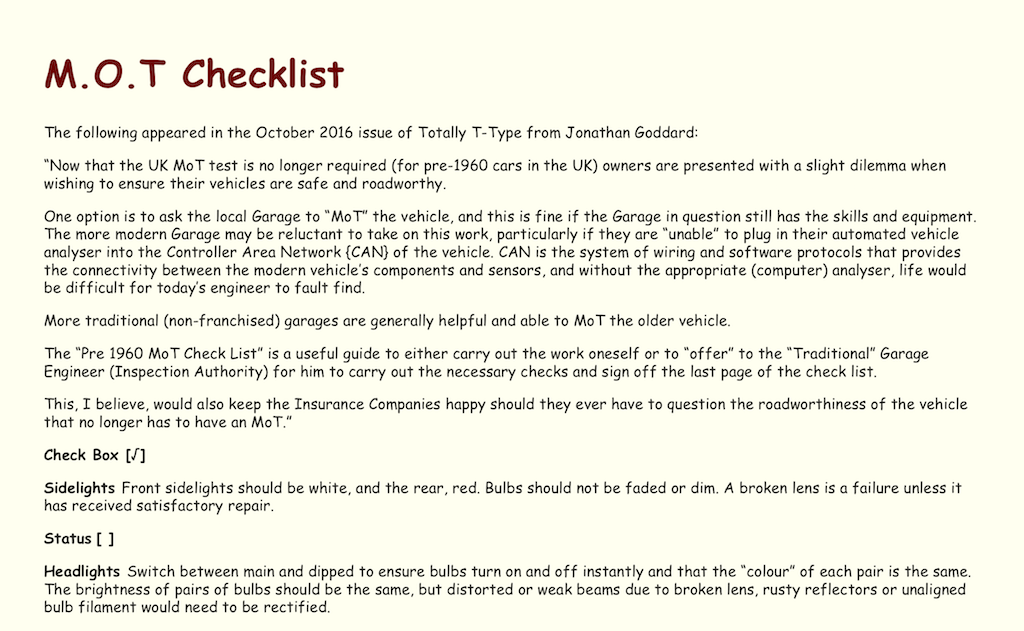 M.O.T Checklist
The following appeared in the October 2016 issue of Totally T-Type from Jonathan Goddard:
“Now that the UK MoT test is no longer required (for pre-1960 cars in the UK) owners are presented with a slight dilemma when
wishing to ensure their vehicles are safe and roadworthy.
One option is to ask the local Garage to “MoT” the vehicle, and this is fine if the Garage in question still has the skills and equipment.
The more modern Garage may be reluctant to take on this work, particularly if they are “unable” to plug in their automated vehicle
analyser into the Controller Area Network {CAN} of the vehicle. CAN is the system of wiring and software protocols that provides
the connectivity between the modern vehicle’s components and sensors, and without the appropriate (computer) analyser, life would
be difficult for today’s engineer to fault find.
More traditional (non-franchised) garages are generally helpful and able to MoT the older vehicle.
The “Pre 1960 MoT Check List” is a useful guide to either carry out the work oneself or to “offer” to the “Traditional” Garage
Engineer (Inspection Authority) for him to carry out the necessary checks and sign off the last page of the check list.
This, I believe, would also keep the Insurance Companies happy should they ever have to question the roadworthiness of the vehicle
that no longer has to have an MoT.”
Check Box [√]
Sidelights Front sidelights should be white, and the rear, red. Bulbs should not be faded or dim. A broken lens is a failure unless it
has received satisfactory repair.
Status [ ]
Headlights Switch between main and dipped to ensure bulbs turn on and off instantly and that the “colour” of each pair is the same.
The brightness of pairs of bulbs should be the same, but distorted or weak beams due to broken lens, rusty reflectors or unaligned
bulb filament would need to be rectified.